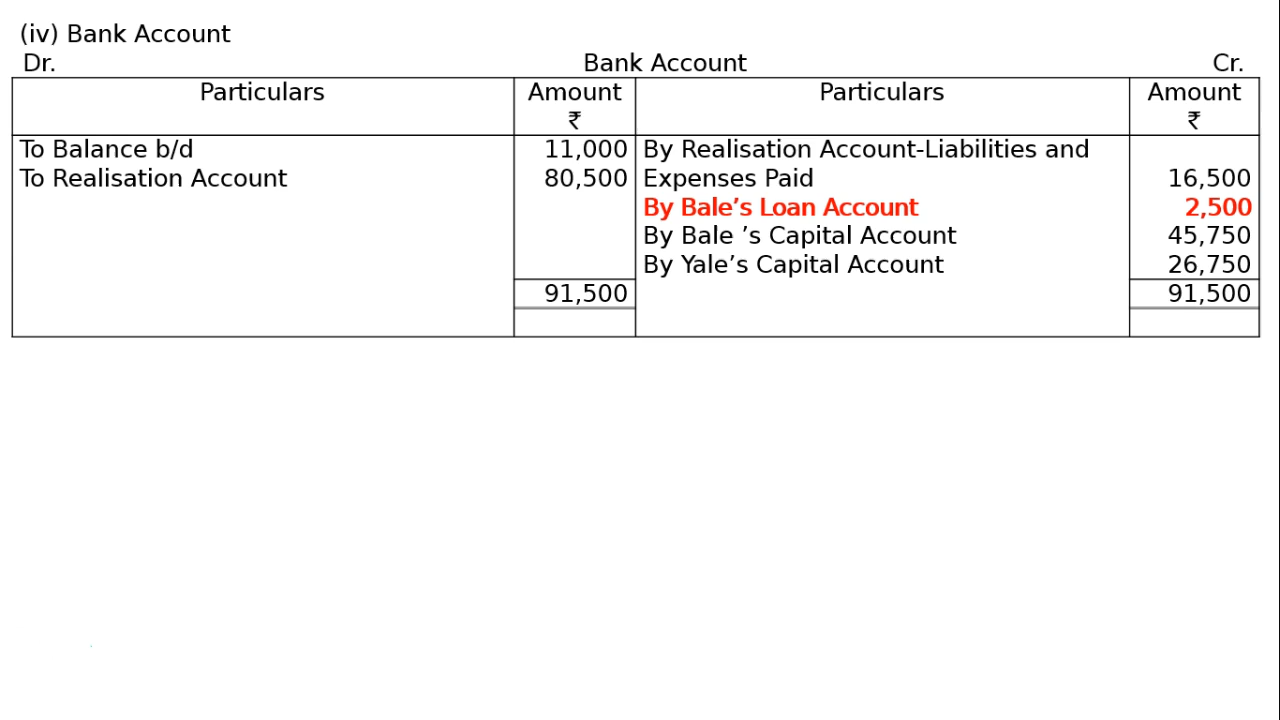 (iv) Bank Account
Dr. Bank Account Cr.
Particulars Amount Particulars Amount
₹ ₹
To Balance b/d 11,000 By Realisation Account-Liabilities and
To Realisation Account 80,500 Expenses Paid 16,500
By Bale’s Loan Account 2,500
By Bale ’s Capital Account 45,750
By Yale’s Capital Account 26,750
91,500 91,500